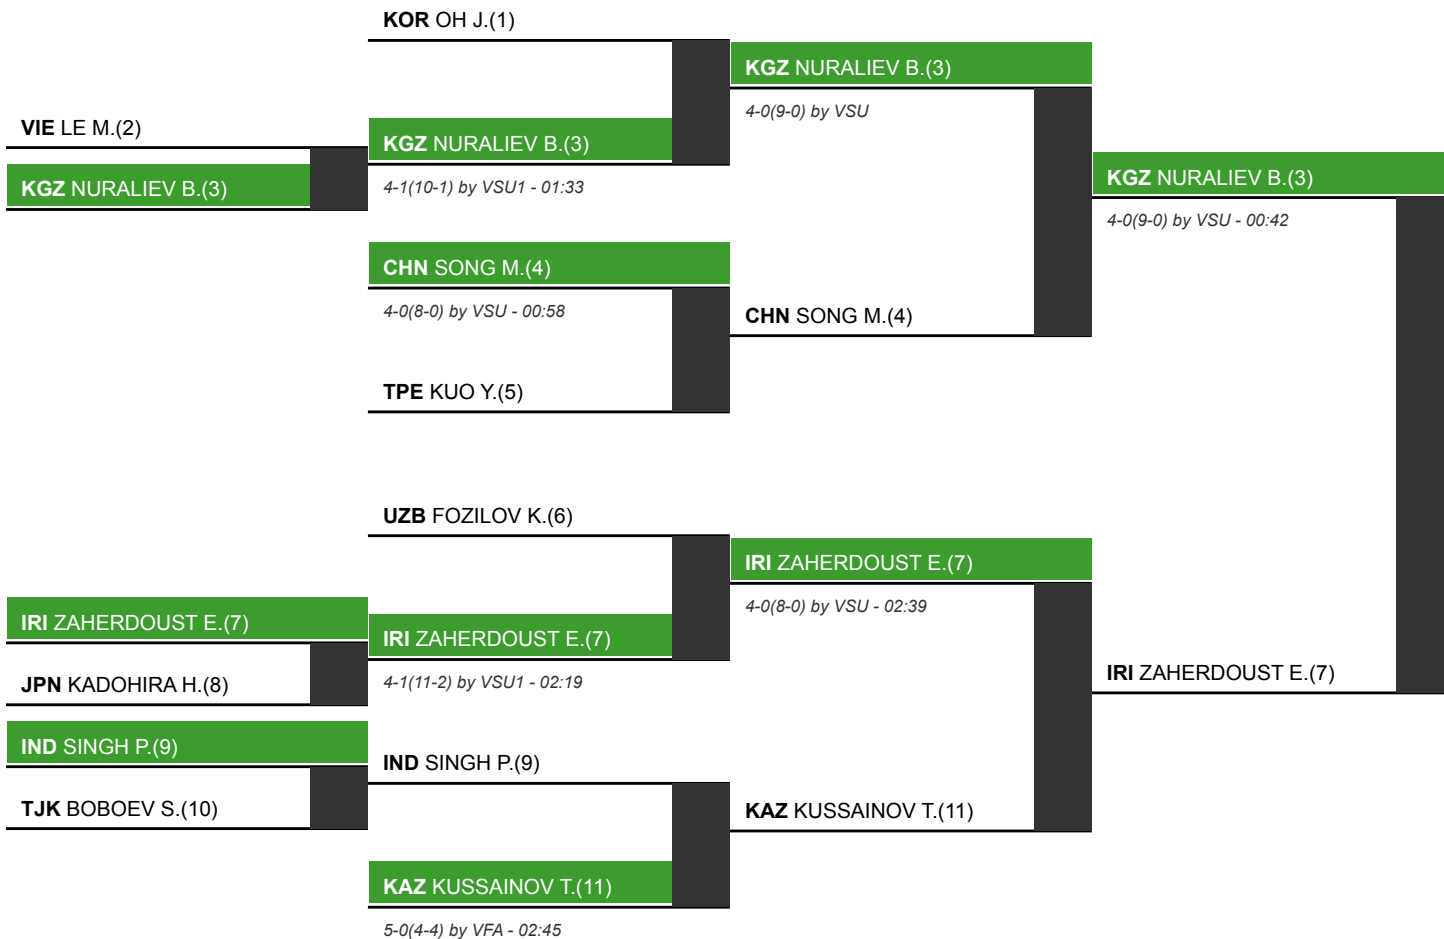 VIE LE M.(2)
KGZ NURALIEV B.(3)
IRI ZAHERDOUST E.(7)
JPN KADOHIRA H.(8)
IND SINGH P.(9)
TJK BOBOEV S.(10)
KOR OH J.(1)
KGZ NURALIEV B.(3)
4-1(10-1) by VSU1 - 01:33
CHN SONG M.(4)
4-0(8-0) by VSU - 00:58
TPE KUO Y.(5)
UZB FOZILOV K.(6)
IRI ZAHERDOUST E.(7)
4-1(11-2) by VSU1 - 02:19
IND SINGH P.(9)
KAZ KUSSAINOV T.(11)
5-0(4-4) by VFA - 02:45
KGZ NURALIEV B.(3)
4-0(9-0) by VSU
CHN SONG M.(4)
IRI ZAHERDOUST E.(7)
4-0(8-0) by VSU - 02:39
KAZ KUSSAINOV T.(11)
KGZ NURALIEV B.(3)
4-0(9-0) by VSU - 00:42
IRI ZAHERDOUST E.(7)